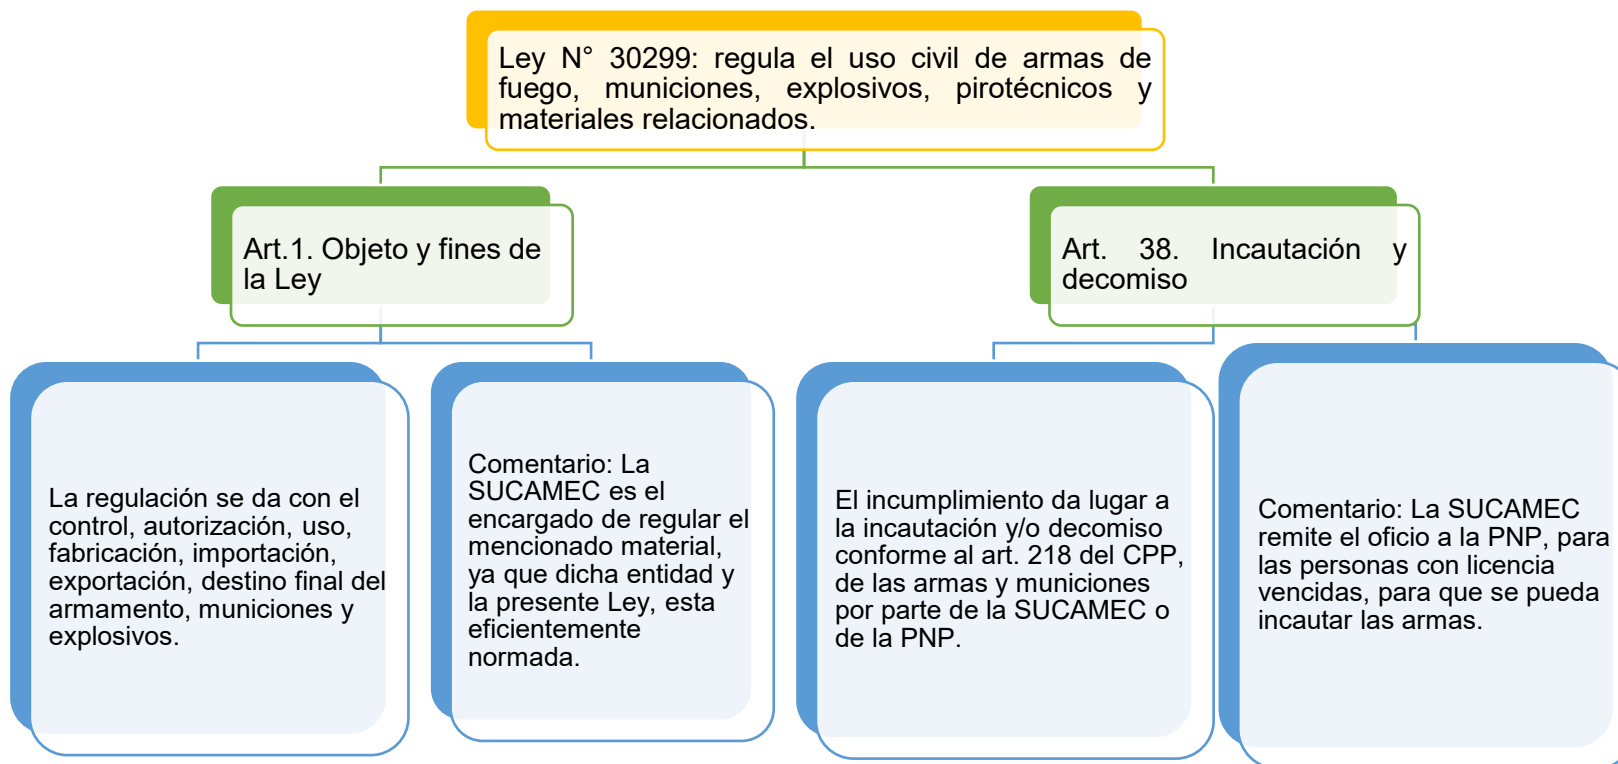 Ley N° 30299: regula el uso civil de armas de
fuego, municiones, explosivos, pirotécnicos y
materiales relacionados.
Art.1. Objeto y fines de
la Ley
Art. 38. Incautación y
decomiso
La regulación se da con el
control, autorización, uso,
fabricación, importación,
exportación, destino final del
armamento, municiones y
explosivos.
Comentario: La
SUCAMEC es el
encargado de regular el
mencionado material,
ya que dicha entidad y
la presente Ley, esta
eficientemente
normada.
El incumplimiento da lugar a
la incautación y/o decomiso
conforme al art. 218 del CPP,
de las armas y municiones
por parte de la SUCAMEC o
de la PNP.
Comentario: La SUCAMEC
remite el oficio a la PNP, para
las personas con licencia
vencidas, para que se pueda
incautar las armas.